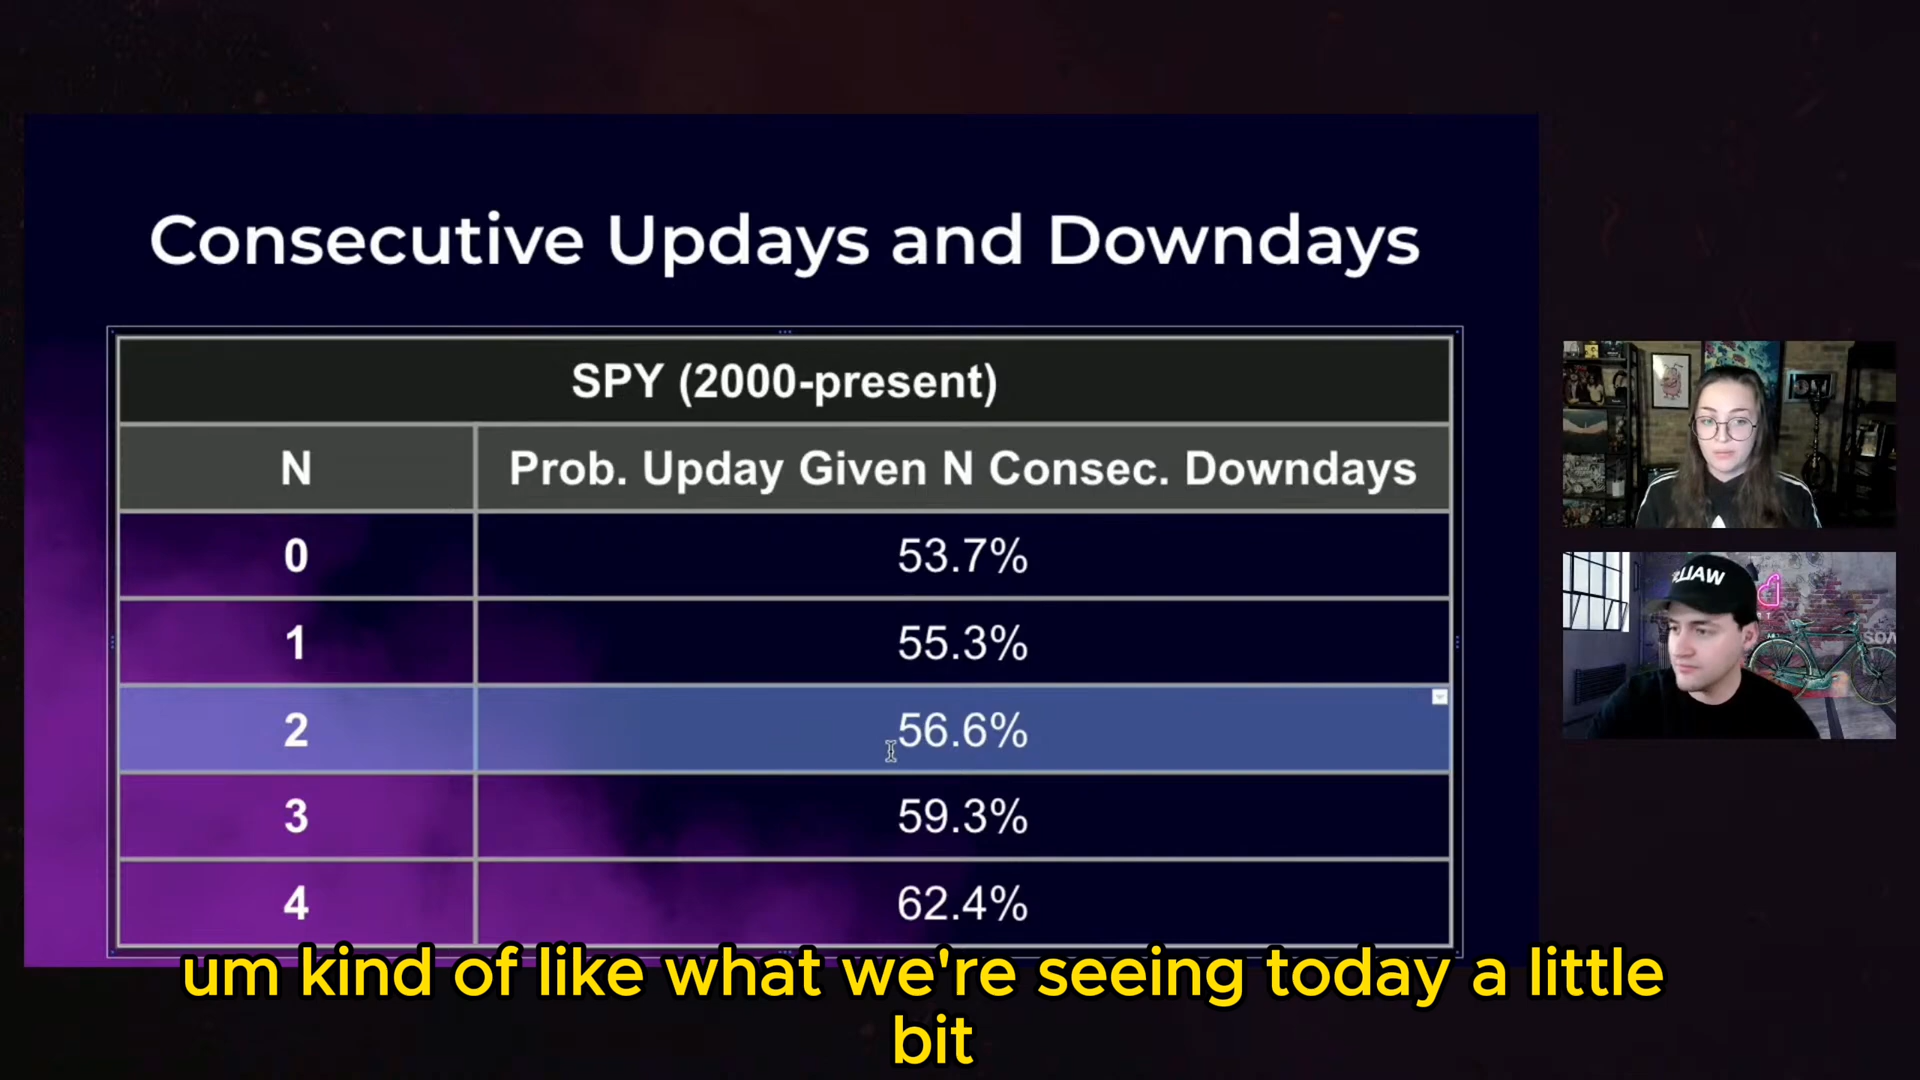 Consecutive Updays and Downdays
SPY (2000-present)
N Prob. Upday Given N Consec. Downdays
0 53.7%
1 55.3%
2 56.6%
3 59.3%
4 62.4%
um kind of like what we're seeing today a little
bit